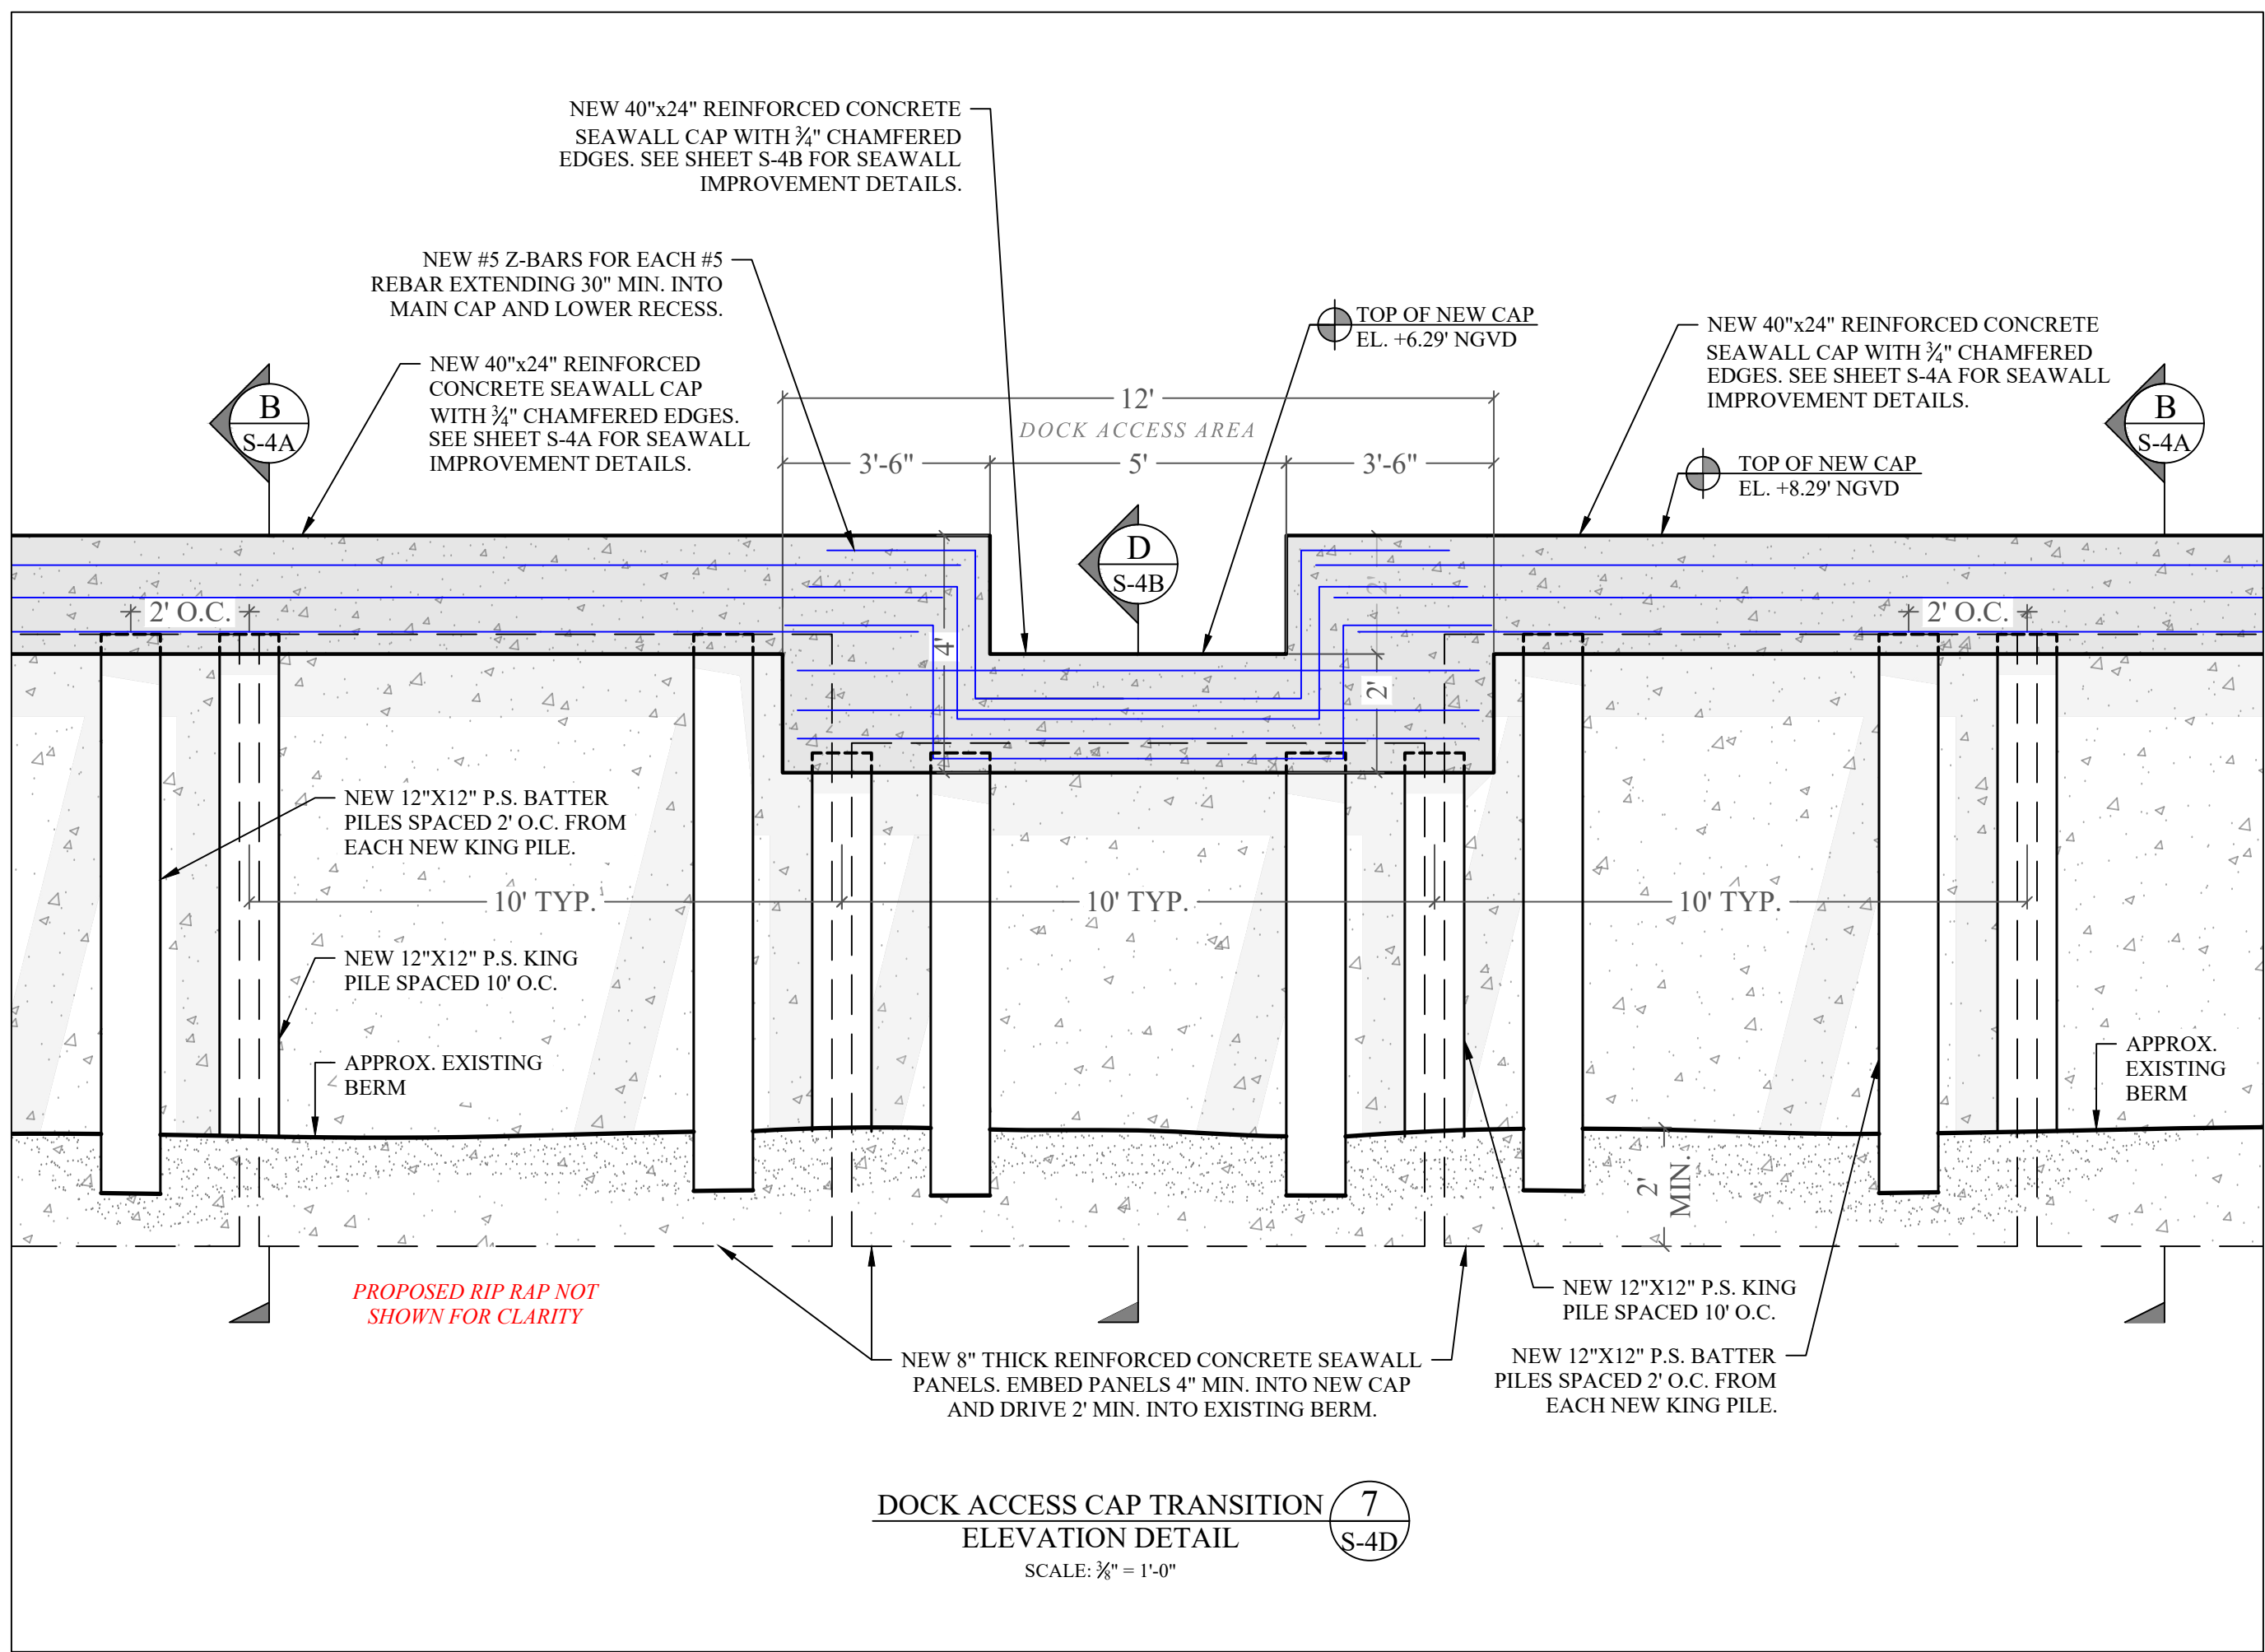 NEW 40"x24" REINFORCED CONCRETE
SEAWALL CAP WITH ¾" CHAMFERED
EDGES. SEE SHEET S-4B FOR SEAWALL
IMPROVEMENT DETAILS.
NEW #5 Z-BARS FOR EACH #5
REBAR EXTENDING 30" MIN. INTO
MAIN CAP AND LOWER RECESS.
TOP OF NEW CAP
EL. +6.29' NGVD
NEW 40"x24" REINFORCED CONCRETE
SEAWALL CAP WITH ¾" CHAMFERED
EDGES. SEE SHEET S-4A FOR SEAWALL
IMPROVEMENT DETAILS.
NEW 40"x24" REINFORCED
CONCRETE SEAWALL CAP
WITH ¾" CHAMFERED EDGES.
SEE SHEET S-4A FOR SEAWALL
IMPROVEMENT DETAILS.
B
S-4A
12'
DOCK ACCESS AREA
3'-6"
5'
3'-6"
B
S-4A
TOP OF NEW CAP
EL. +8.29' NGVD
D
S-4B
2' O.C.
2'
2' O.C.
4'
2'
NEW 12"X12" P.S. BATTER
PILES SPACED 2' O.C. FROM
EACH NEW KING PILE.
10' TYP.
10' TYP.
10' TYP.
NEW 12"X12" P.S. KING
PILE SPACED 10' O.C.
APPROX. EXISTING
BERM
APPROX.
EXISTING
BERM
2'
MIN.
PROPOSED RIP RAP NOT
SHOWN FOR CLARITY
NEW 12"X12" P.S. KING
PILE SPACED 10' O.C.
NEW 8" THICK REINFORCED CONCRETE SEAWALL
PANELS. EMBED PANELS 4" MIN. INTO NEW CAP
AND DRIVE 2' MIN. INTO EXISTING BERM.
NEW 12"X12" P.S. BATTER
PILES SPACED 2' O.C. FROM
EACH NEW KING PILE.
DOCK ACCESS CAP TRANSITION
ELEVATION DETAIL
7
S-4D
SCALE: ⅜" = 1'-0"